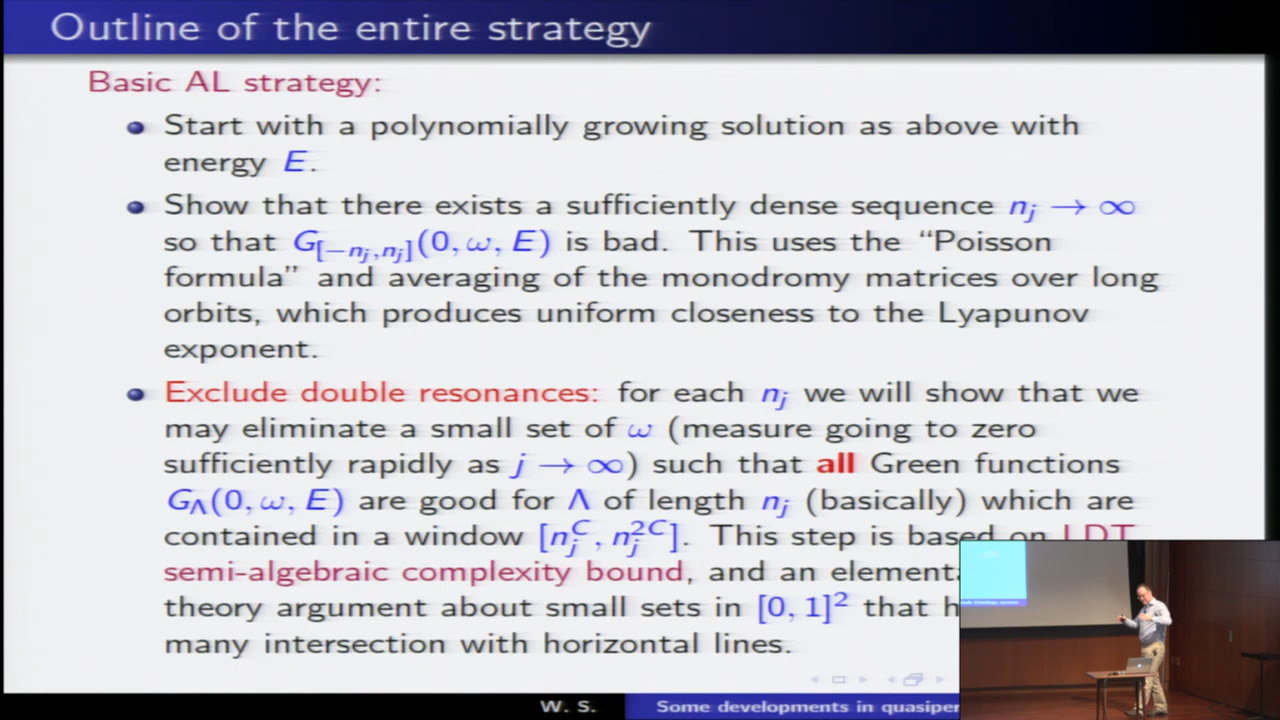 Outline of the entire strategy
Basic AL strategy:
Start with a polynomially growing solution as above with
energy E.
Show that there exists a sufficiently dense sequence n_j → ∞
so that G_{[−n_j,n_j]}(0, ω, E) is bad. This uses the “Poisson
formula” and averaging of the monodromy matrices over long
orbits, which produces uniform closeness to the Lyapunov
exponent.
Exclude double resonances: for each n_j we will show that we
may eliminate a small set of ω (measure going to zero
sufficiently rapidly as j → ∞) such that all Green functions
G_Λ(0, ω, E) are good for Λ of length n_j (basically) which are
contained in a window [n_j^C, n_j^{2C}]. This step is based on LDT
semi-algebraic complexity bound, and an
theory argument about small sets in [0, 1]^2 that
many intersection with horizontal lines.
W. S.
Some developments in